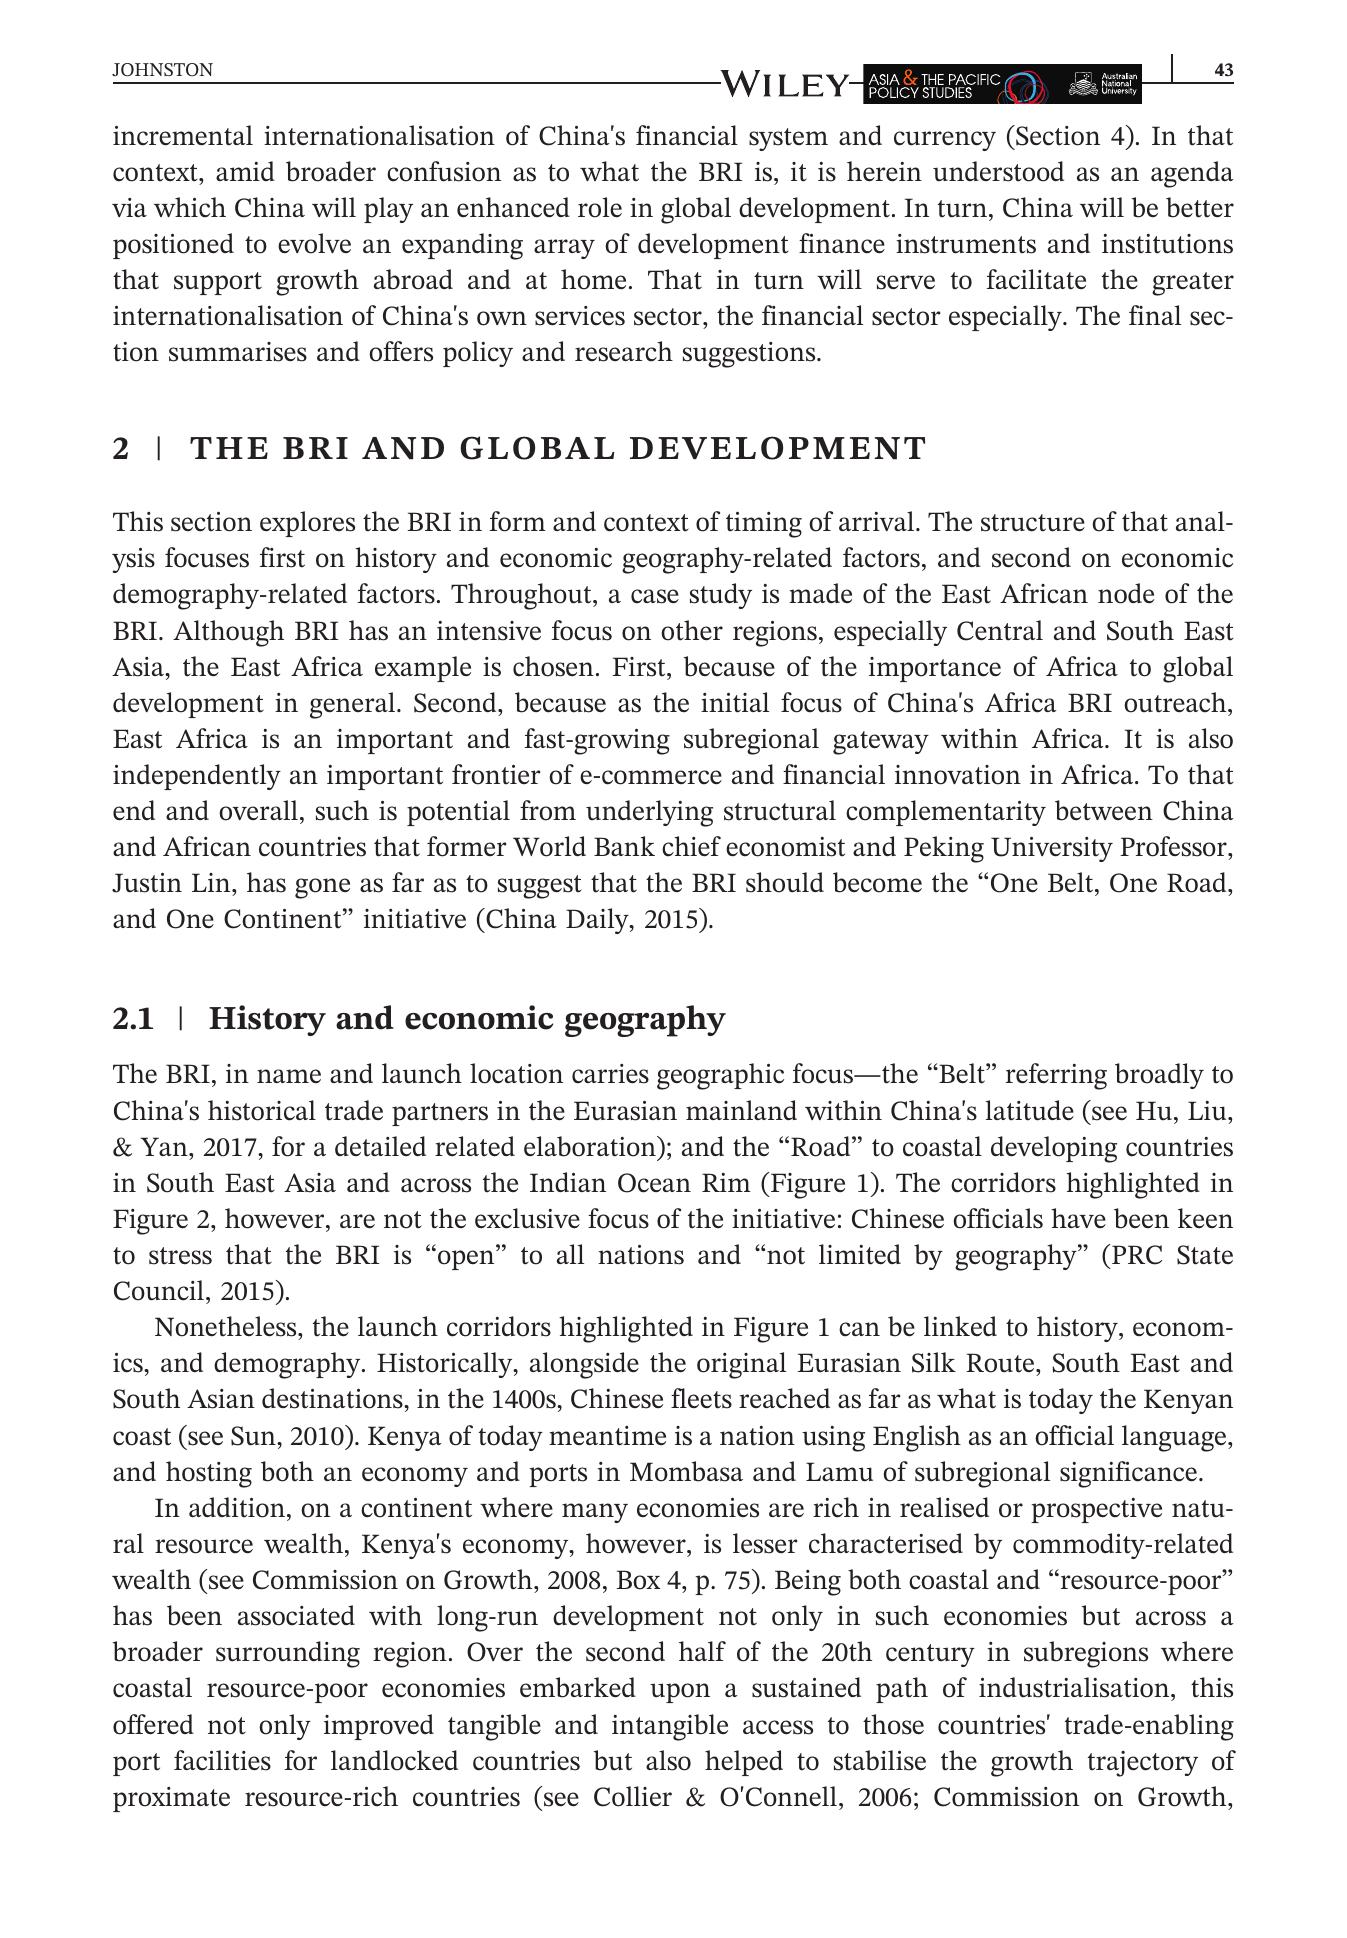 JOHNSTON
WILEY
ASIA & THE PACIFIC
POLICY STUDIES
Australian
National
University
43
incremental internationalisation of China's financial system and currency (Section 4). In that
context, amid broader confusion as to what the BRI is, it is herein understood as an agenda
via which China will play an enhanced role in global development. In turn, China will be better
positioned to evolve an expanding array of development finance instruments and institutions
that support growth abroad and at home. That in turn will serve to facilitate the greater
internationalisation of China's own services sector, the financial sector especially. The final sec-
tion summarises and offers policy and research suggestions.
2 | THE BRI AND GLOBAL DEVELOPMENT
This section explores the BRI in form and context of timing of arrival. The structure of that anal-
ysis focuses first on history and economic geography-related factors, and second on economic
demography-related factors. Throughout, a case study is made of the East African node of the
BRI. Although BRI has an intensive focus on other regions, especially Central and South East
Asia, the East Africa example is chosen. First, because of the importance of Africa to global
development in general. Second, because as the initial focus of China's Africa BRI outreach,
East Africa is an important and fast-growing subregional gateway within Africa. It is also
independently an important frontier of e-commerce and financial innovation in Africa. To that
end and overall, such is potential from underlying structural complementarity between China
and African countries that former World Bank chief economist and Peking University Professor,
Justin Lin, has gone as far as to suggest that the BRI should become the “One Belt, One Road,
and One Continent” initiative (China Daily, 2015).
2.1 | History and economic geography
The BRI, in name and launch location carries geographic focus—the “Belt” referring broadly to
China's historical trade partners in the Eurasian mainland within China's latitude (see Hu, Liu,
& Yan, 2017, for a detailed related elaboration); and the “Road” to coastal developing countries
in South East Asia and across the Indian Ocean Rim (Figure 1). The corridors highlighted in
Figure 2, however, are not the exclusive focus of the initiative: Chinese officials have been keen
to stress that the BRI is “open” to all nations and “not limited by geography” (PRC State
Council, 2015).
Nonetheless, the launch corridors highlighted in Figure 1 can be linked to history, econom-
ics, and demography. Historically, alongside the original Eurasian Silk Route, South East and
South Asian destinations, in the 1400s, Chinese fleets reached as far as what is today the Kenyan
coast (see Sun, 2010). Kenya of today meantime is a nation using English as an official language,
and hosting both an economy and ports in Mombasa and Lamu of subregional significance.
In addition, on a continent where many economies are rich in realised or prospective natu-
ral resource wealth, Kenya's economy, however, is lesser characterised by commodity-related
wealth (see Commission on Growth, 2008, Box 4, p. 75). Being both coastal and “resource-poor”
has been associated with long-run development not only in such economies but across a
broader surrounding region. Over the second half of the 20th century in subregions where
coastal resource-poor economies embarked upon a sustained path of industrialisation, this
offered not only improved tangible and intangible access to those countries' trade-enabling
port facilities for landlocked countries but also helped to stabilise the growth trajectory of
proximate resource-rich countries (see Collier & O'Connell, 2006; Commission on Growth,